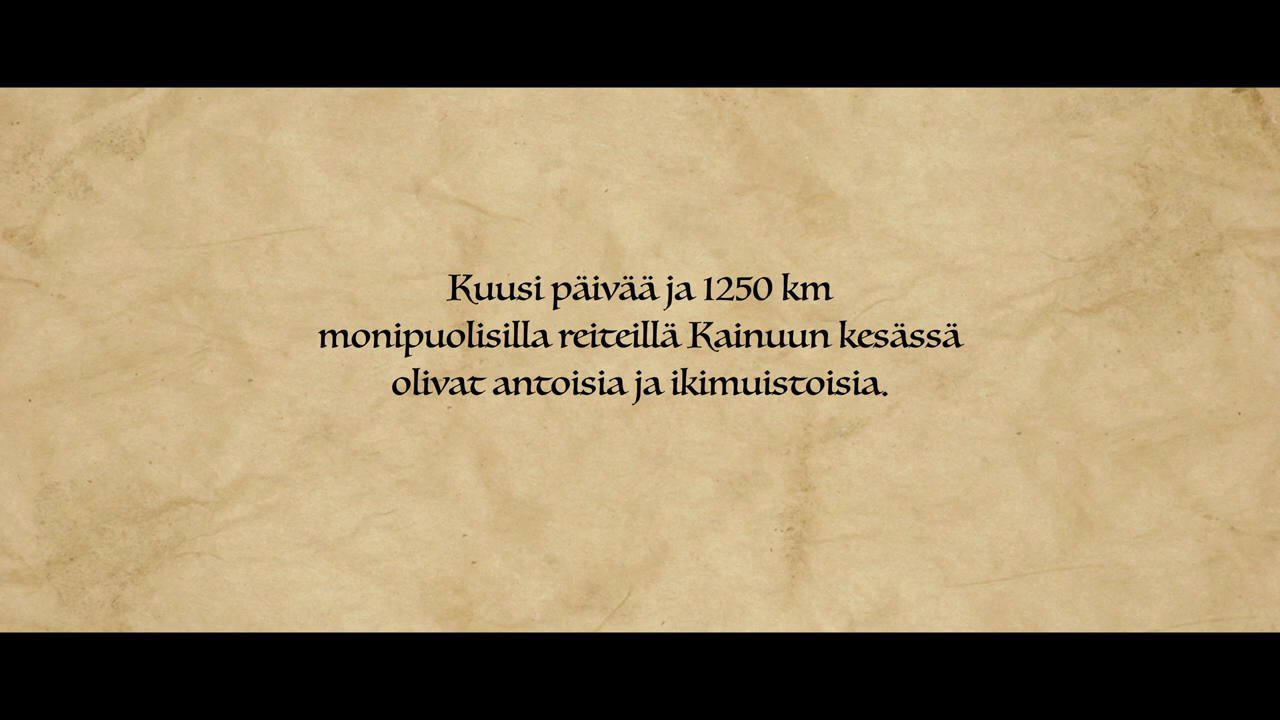 Kuusi päivää ja 1250 km
monipuolisilla reiteillä Kainuun kesässä
olivat antoisia ja ikimuistoisia.